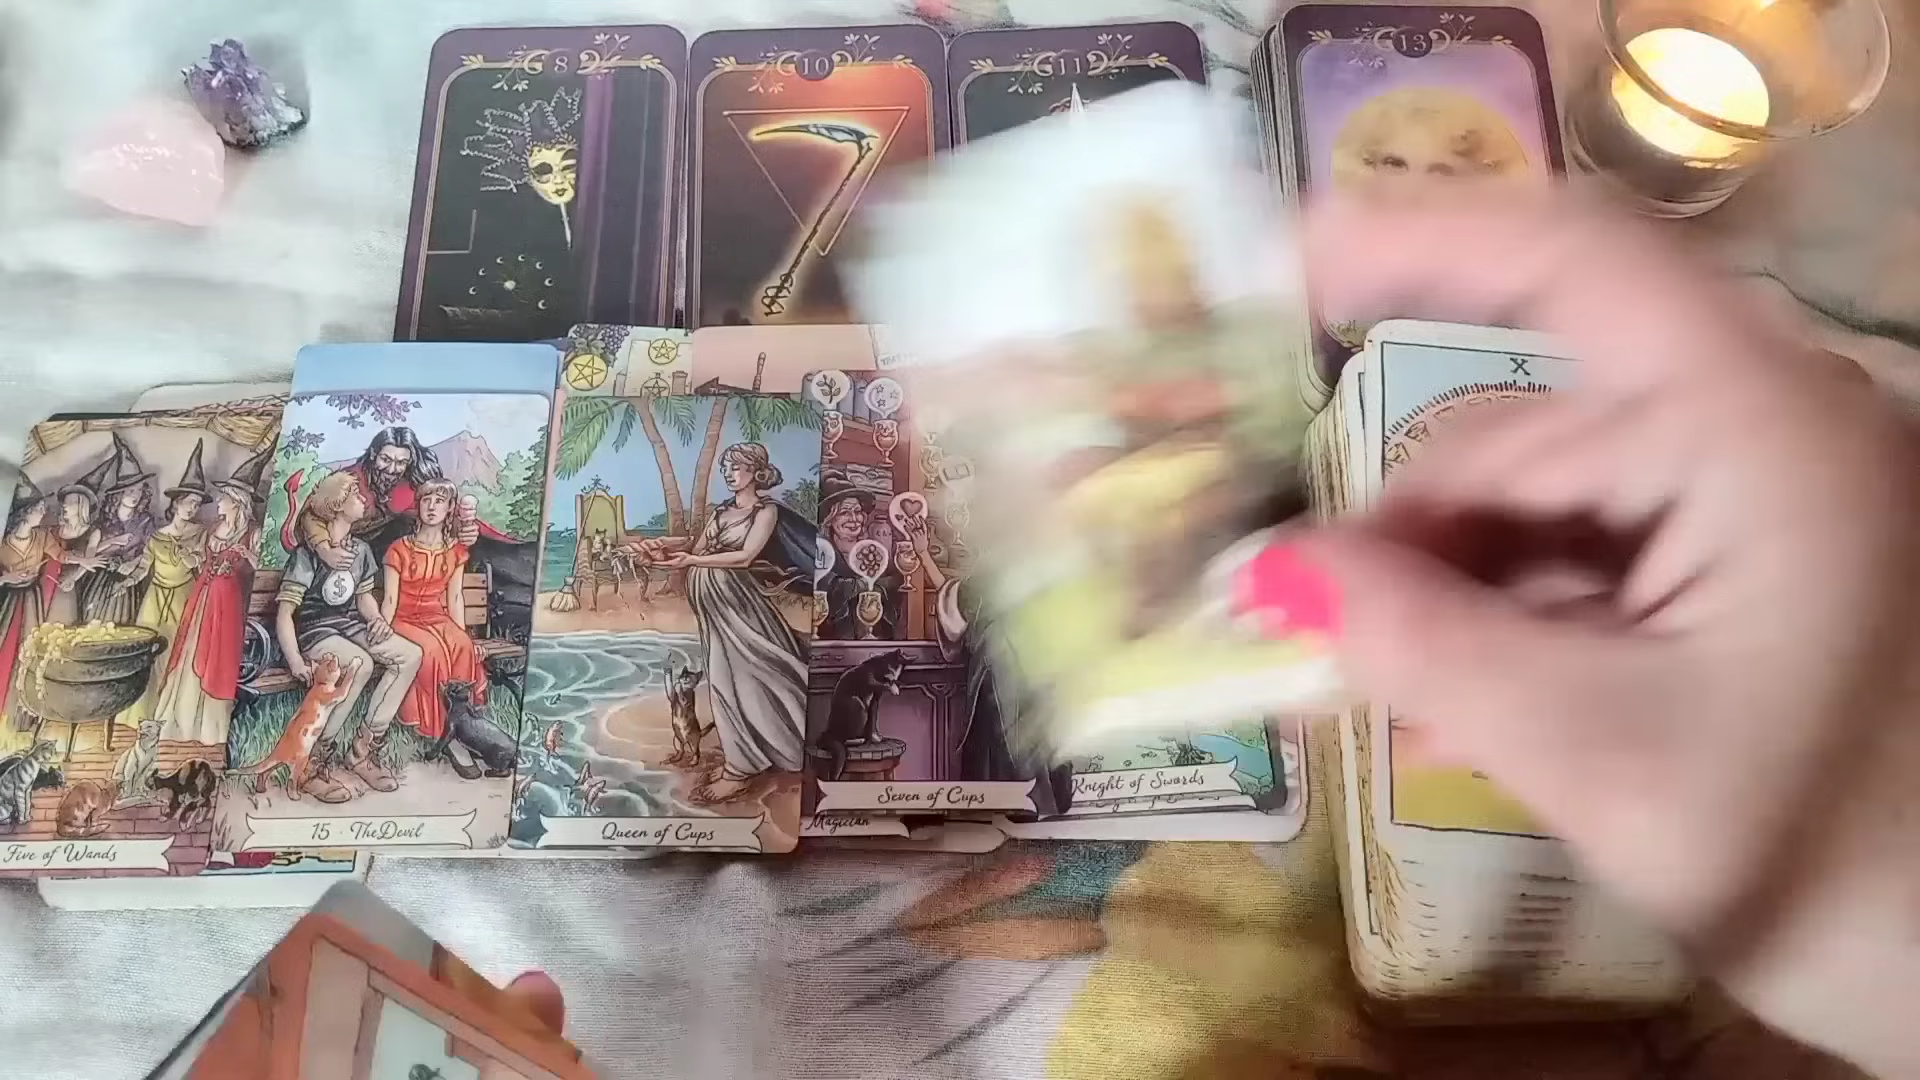 8
10
11
13
X
$
Five of Wands
15 · The Devil
Queen of Cups
Seven of Cups
Magician
Knight of Swords